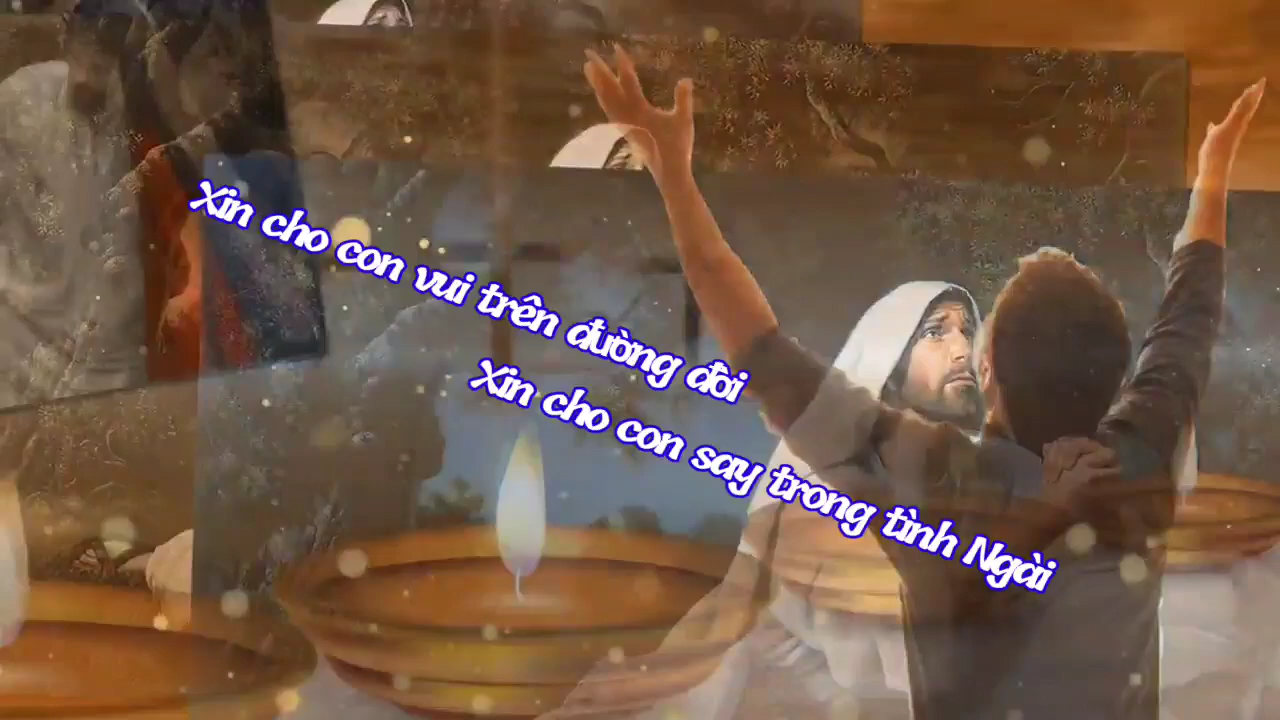 Xin cho con vui trên đường đời
Xin cho con say trong tình Ngài